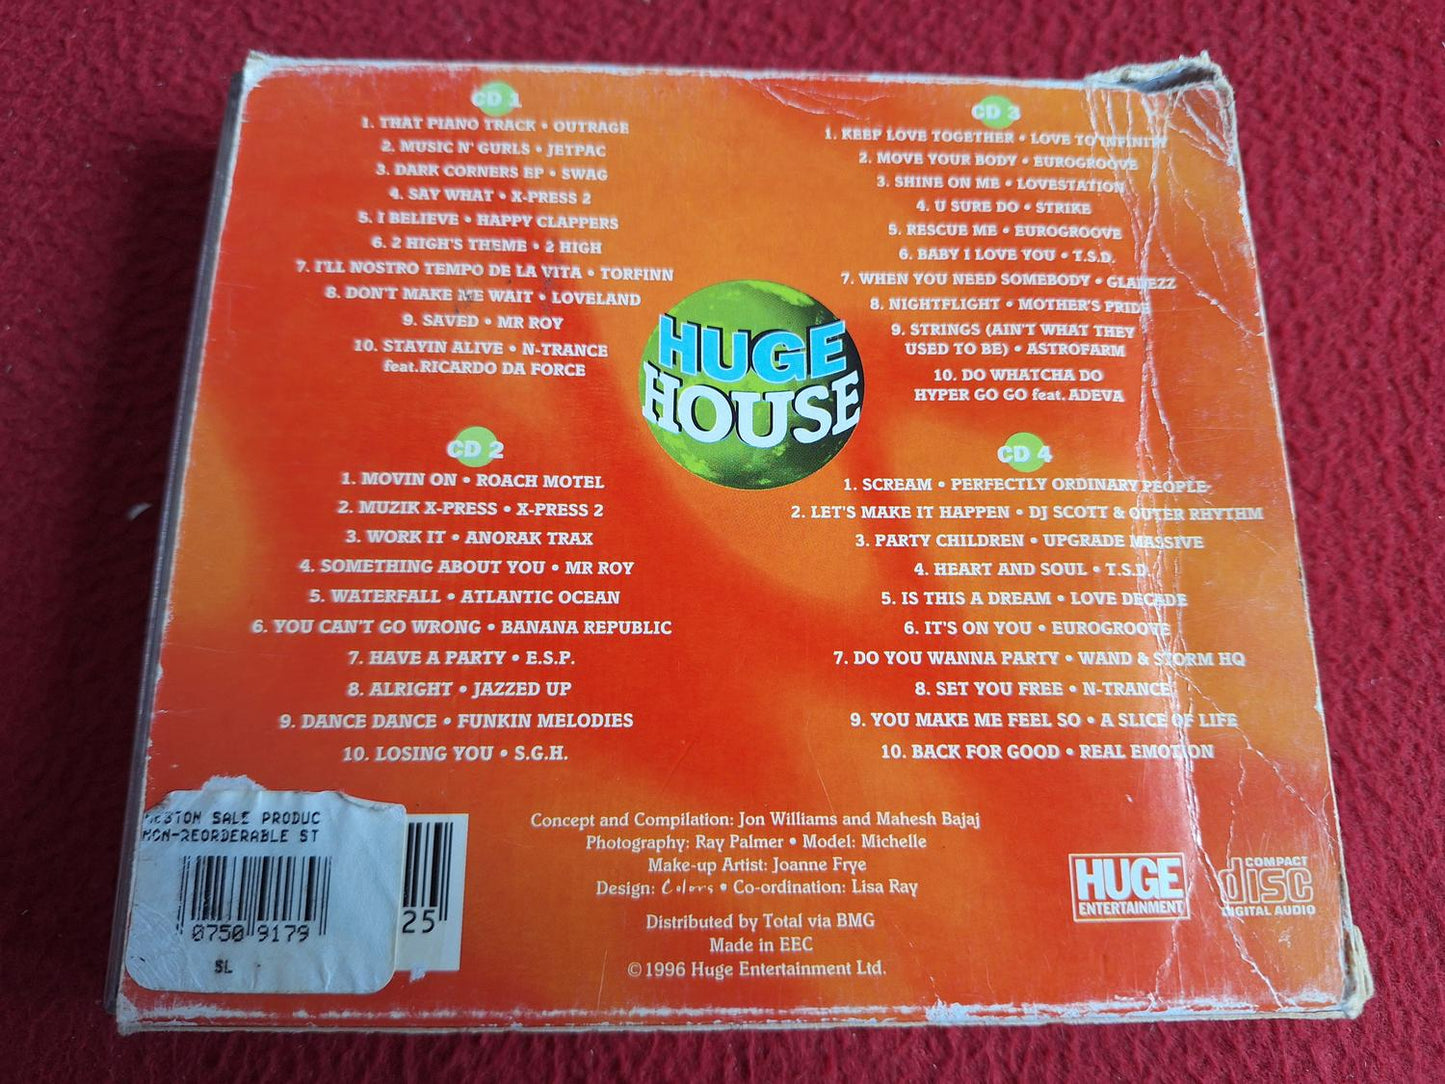 CD 1
1. THAT PIANO TRACK • OUTRAGE
2. MUSIC N' GURLS • JETPAC
3. DARK CORNERS EP • SWAG
4. SAY WHAT • X-PRESS 2
5. I BELIEVE • HAPPY CLAPPERS
6. 2 HIGH'S THEME • 2 HIGH
7. I'LL NOSTRO TEMPO DE LA VITA • TORFINN
8. DON'T MAKE ME WAIT • LOVELAND
9. SAVED • MR ROY
10. STAYIN ALIVE • N-TRANCE
feat. RICARDO DA FORCE
CD 2
1. MOVIN ON • ROACH MOTEL
2. MUZIK X-PRESS • X-PRESS 2
3. WORK IT • ANORAK TRAX
4. SOMETHING ABOUT YOU • MR ROY
5. WATERFALL • ATLANTIC OCEAN
6. YOU CAN'T GO WRONG • BANANA REPUBLIC
7. HAVE A PARTY • E.S.P.
8. ALRIGHT • JAZZED UP
9. DANCE DANCE • FUNKIN MELODIES
10. LOSING YOU • S.G.H.
HUGE
HOUSE
CD 3
1. KEEP LOVE TOGETHER • LOVE TO INFINITY
2. MOVE YOUR BODY • EUROGROOVE
3. SHINE ON ME • LOVESTATION
4. U SURE DO • STRIKE
5. RESCUE ME • EUROGROOVE
6. BABY I LOVE YOU • T.S.D.
7. WHEN YOU NEED SOMEBODY • GLADEZZ
8. NIGHTFLIGHT • MOTHER'S PRIDE
9. STRINGS (AIN'T WHAT THEY
USED TO BE) • ASTROFARM
10. DO WHATCHA DO
HYPER GO GO feat. ADEVA
CD 4
1. SCREAM • PERFECTLY ORDINARY PEOPLE
2. LET'S MAKE IT HAPPEN • DJ SCOTT & OUTER RHYTHM
3. PARTY CHILDREN • UPGRADE MASSIVE
4. HEART AND SOUL • T.S.D.
5. IS THIS A DREAM • LOVE DECADE
6. IT'S ON YOU • EUROGROOVE
7. DO YOU WANNA PARTY • WAND & STORM HQ
8. SET YOU FREE • N-TRANCE
9. YOU MAKE ME FEEL SO • A SLICE OF LIFE
10. BACK FOR GOOD • REAL EMOTION
SALE PRODUC
NON-REORDERABLE ST
0750 9179
SL
25
Concept and Compilation: Jon Williams and Mahesh Bajaj
Photography: Ray Palmer • Model: Michelle
Make-up Artist: Joanne Frye
Design: Colors • Co-ordination: Lisa Ray
Distributed by Total via BMG
Made in EEC
© 1996 Huge Entertainment Ltd.
HUGE
ENTERTAINMENT
COMPACT
disc
DIGITAL AUDIO